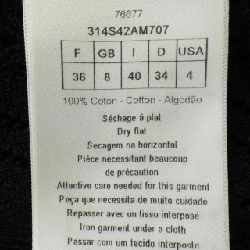 76677
314S42AM707
F GB I D USA
36 8 40 34 4
100% Coton - Cotton - Algodão
Séchage à plat
Dry flat
Secagem na horizontal
Pièce necessitant beaucoup
de précaution
Attentive care needed for this garment
Peça que necessita de muito cuidado
Repasser avec un tissu interposé
Iron garment under a cloth
Passar com um tecido interposto